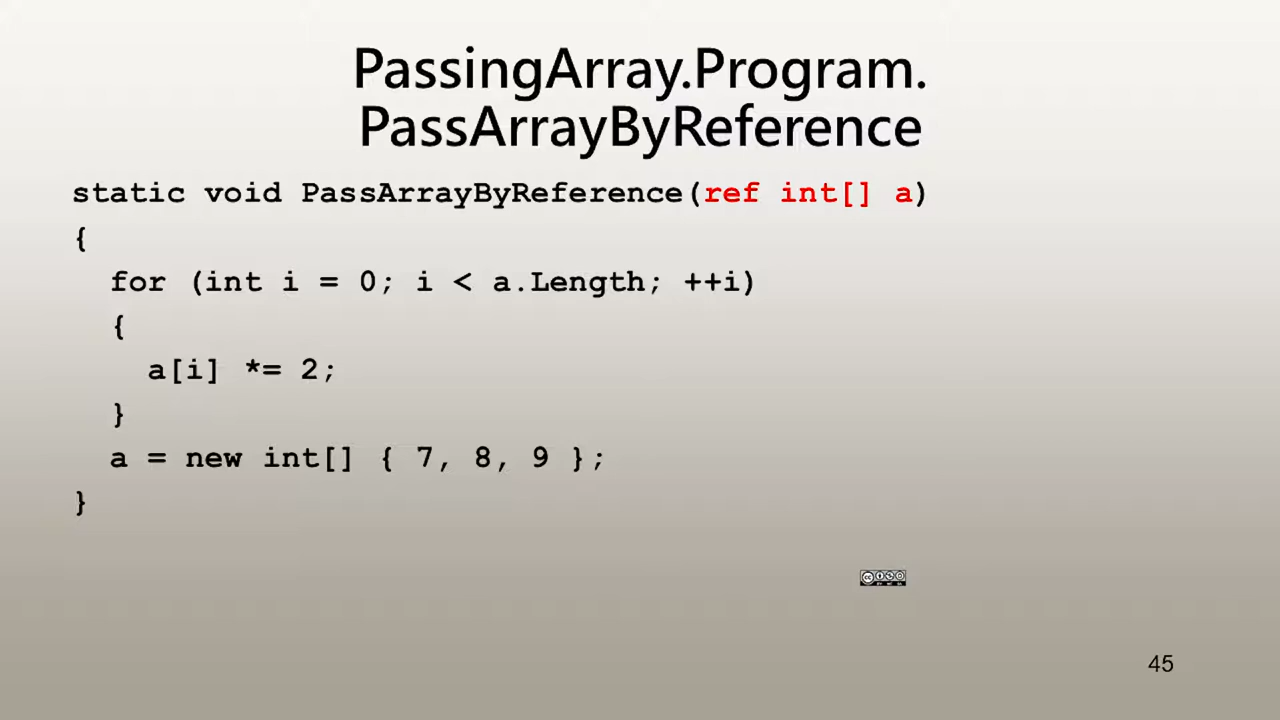 PassingArray.Program.
PassArrayByReference
static void PassArrayByReference(ref int[] a)
{
  for (int i = 0; i < a.Length; ++i)
  {
    a[i] *= 2;
  }
  a = new int[] { 7, 8, 9 };
}
45